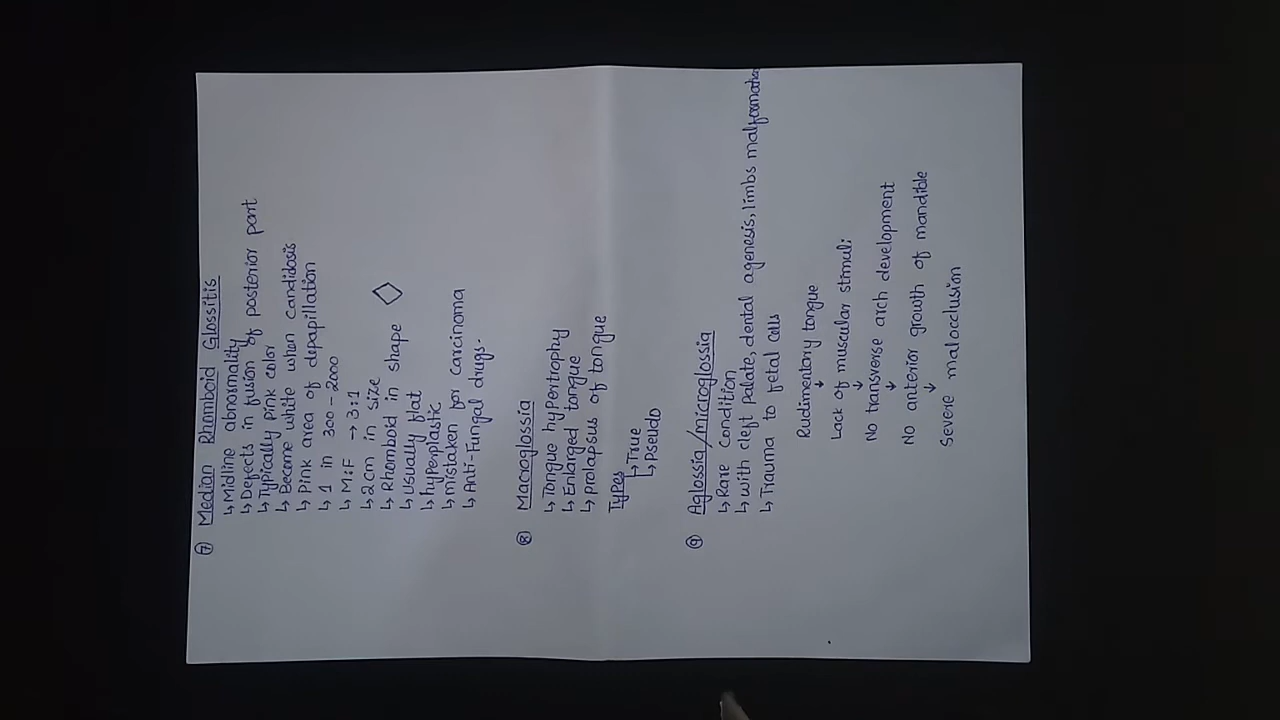 ⑦ Median Rhomboid Glossitis
↳ Midline abnormality
↳ Defects in fusion of posterior part
↳ Typically pink color
↳ Become white when candidasis
↳ Pink area of depapillation
↳ 1 in 300-2000
↳ M:F → 3:1
↳ 2cm in size
↳ Rhomboid in shape ◇
↳ Usually flat
↳ hyperplastic
↳ mistaken for carcinoma
↳ Anti-Fungal drugs.
⑧ Macroglossia
↳ Tongue hypertrophy
↳ Enlarged tongue
↳ prolapsus of tongue
Types
↳ True
↳ Pseudo
⑨ Aglossia/microglossia
↳ Rare Condition
↳ with cleft palate, dental agenesis, limbs malformation
↳ Trauma to fetal cells
Rudimentory tongue
↓
Lack of muscular stimuli
↓
No transverse arch development
↓
No anterior growth of mandible
↓
Severe malocclusion